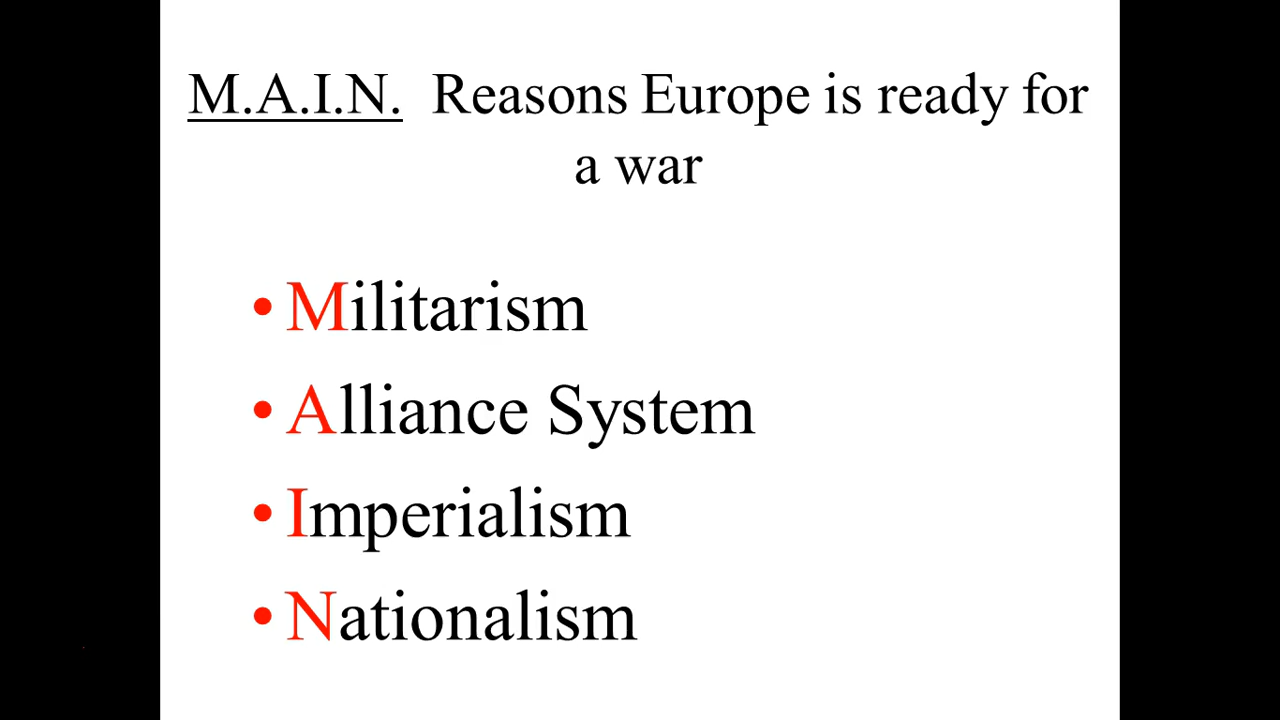 M.A.I.N. Reasons Europe is ready for
a war
• Militarism
• Alliance System
• Imperialism
• Nationalism